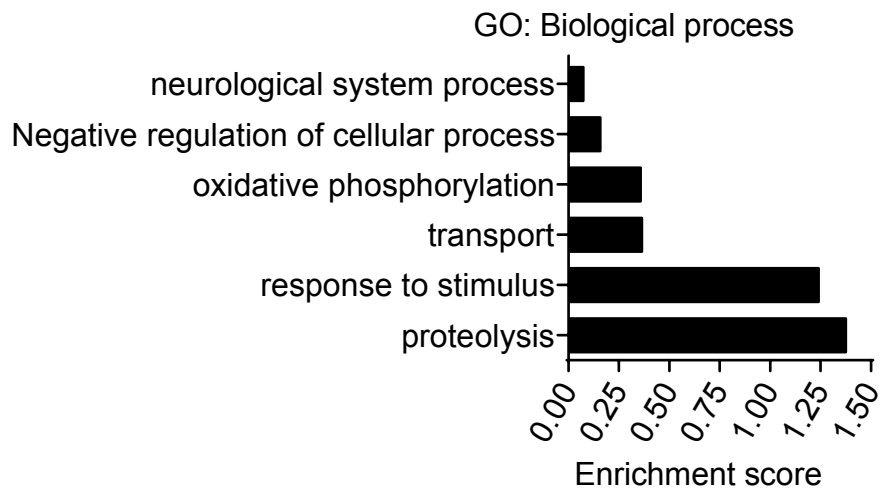 GO: Biological process
neurological system process
Negative regulation of cellular process
oxidative phosphorylation
transport
response to stimulus
proteolysis
0.00
0.25
0.50
0.75
1.00
1.25
1.50
Enrichment score